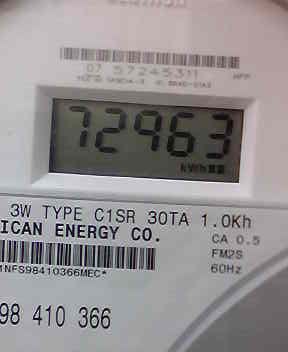 07 57245311
72963
kWh
3W TYPE C1SR 30TA 1.0Kh
ICAN ENERGY CO.
CA 0.5
FM2S
60Hz
1NFS98410366MEC*
98 410 366